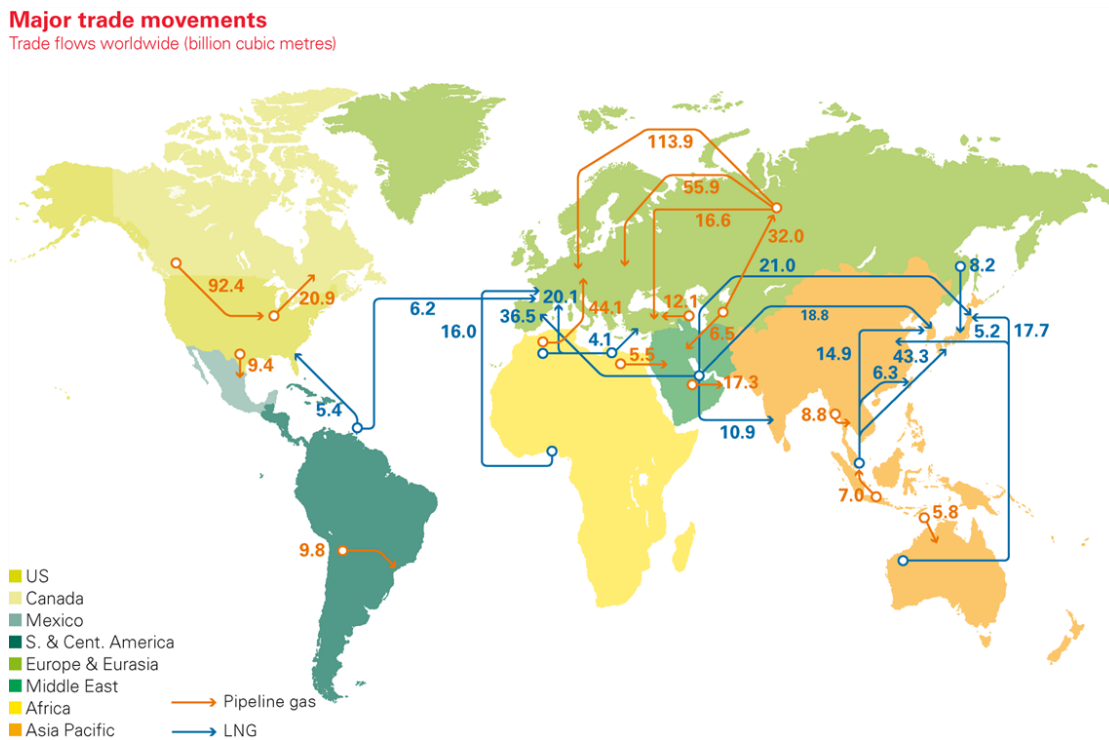 Major trade movements
Trade flows worldwide (billion cubic metres)
113.9
55.9
16.6
32.0
92.4
20.9
6.2
20.1
36.5
44.1
12.1
21.0
8.2
16.0
6.5
18.8
5.2
17.7
9.4
4.1
5.5
14.9
43.3
6.3
17.3
5.4
10.9
8.8
7.0
5.8
9.8
US
Canada
Mexico
S. & Cent. America
Europe & Eurasia
Middle East
Africa
Asia Pacific
Pipeline gas
LNG